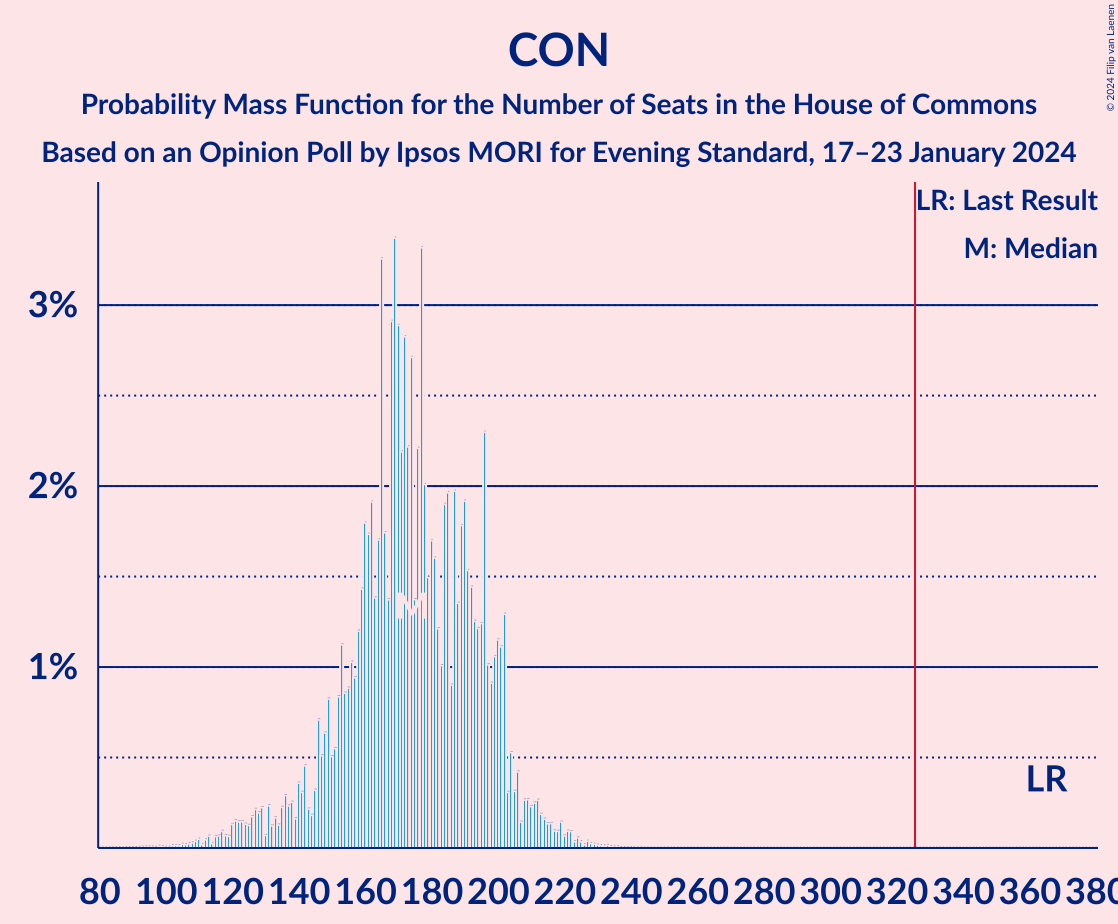 CON
Probability Mass Function for the Number of Seats in the House of Commons
Based on an Opinion Poll by Ipsos MORI for Evening Standard, 17–23 January 2024
© 2024 Filip van Laenen
LR: Last Result
M: Median
3%
2%
1%
M
LR
80 100 120 140 160 180 200 220 240 260 280 300 320 340 360 380